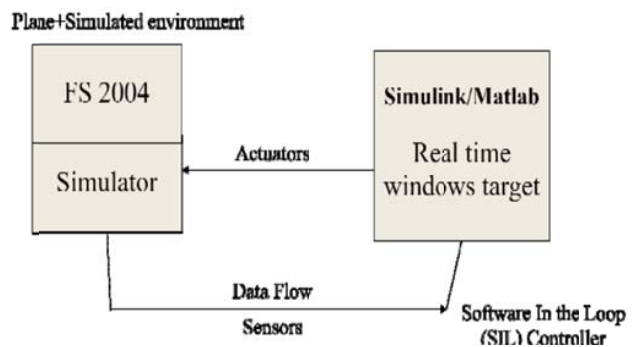 Plane+Simulated environment
FS 2004
Simulator
Actuators
Simulink/Matlab
Real time
windows target
Data Flow
Sensors
Software In the Loop
(SIL) Controller